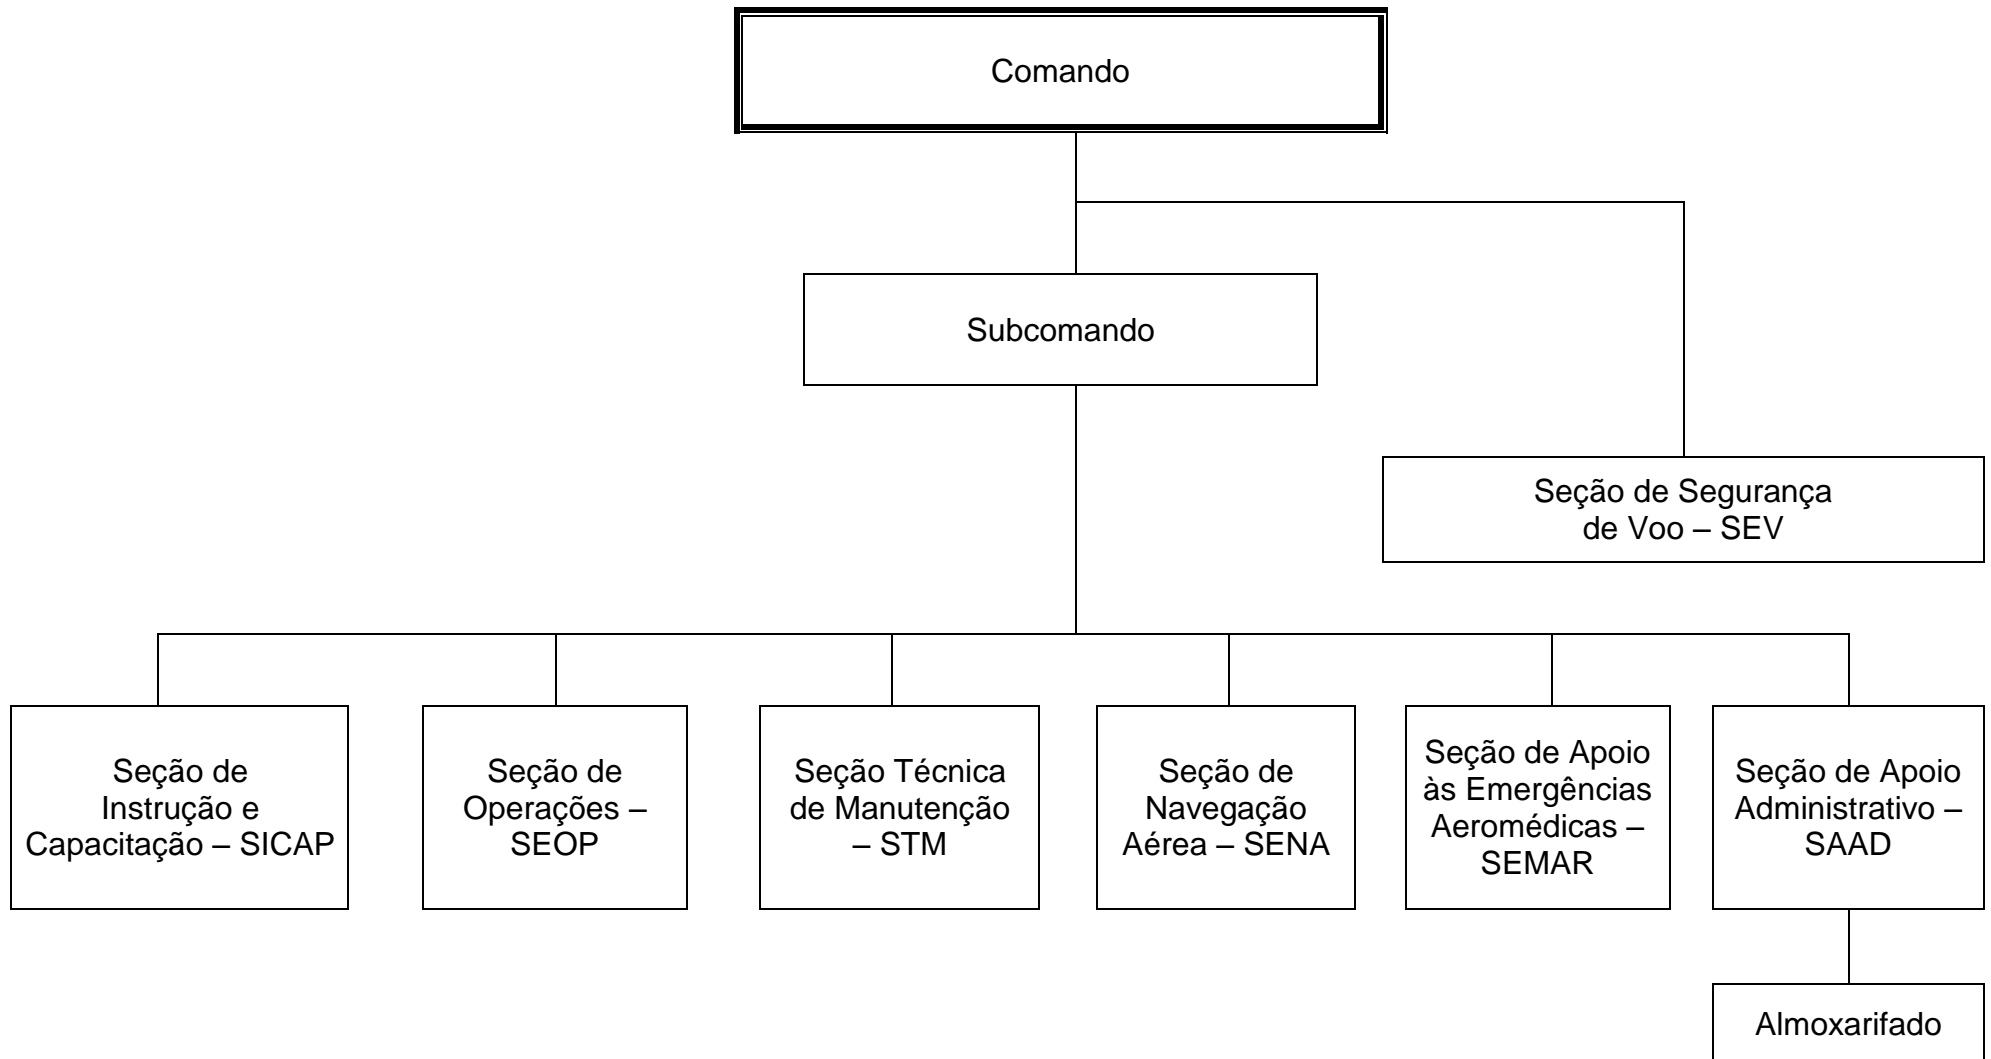 Comando
Subcomando
Seção de Segurança
de Voo – SEV
Seção de
Instrução e
Capacitação – SICAP
Seção de
Operações –
SEOP
Seção Técnica
de Manutenção
– STM
Seção de
Navegação
Aérea – SENA
Seção de Apoio
às Emergências
Aeromédicas –
SEMAR
Seção de Apoio
Administrativo –
SAAD
Almoxarifado